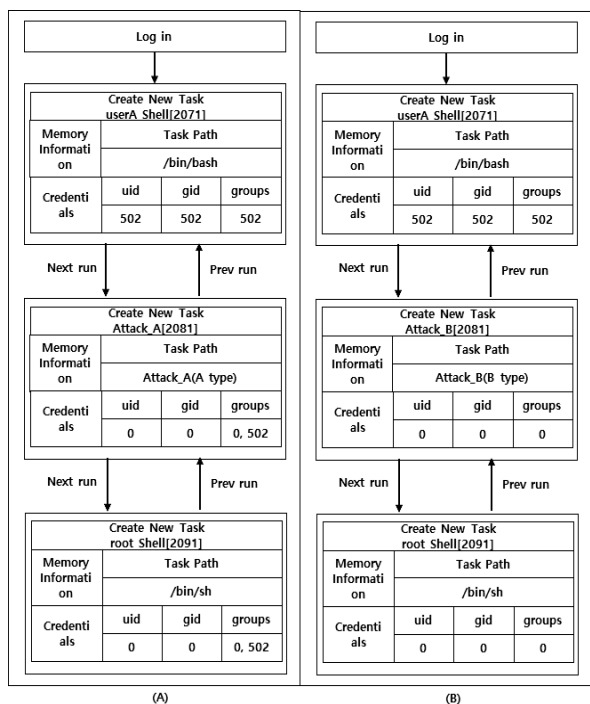 Log in
Create New Task
userA Shell[2071]
Memory
Informati
on
Task Path
/bin/bash
Credenti
als
uid gid groups
502 502 502
Next run Prev run
Create New Task
Attack_A[2081]
Memory
Informati
on
Task Path
Attack_A(A type)
Credenti
als
uid gid groups
0 0 0, 502
Next run Prev run
Create New Task
root Shell[2091]
Memory
Informati
on
Task Path
/bin/sh
Credenti
als
uid gid groups
0 0 0, 502
(A)
Log in
Create New Task
userA Shell[2071]
Memory
Informati
on
Task Path
/bin/bash
Credenti
als
uid gid groups
502 502 502
Next run Prev run
Create New Task
Attack_B[2081]
Memory
Informati
on
Task Path
Attack_B(B type)
Credenti
als
uid gid groups
0 0 0
Next run Prev run
Create New Task
root Shell[2091]
Memory
Informati
on
Task Path
/bin/sh
Credenti
als
uid gid groups
0 0 0
(B)